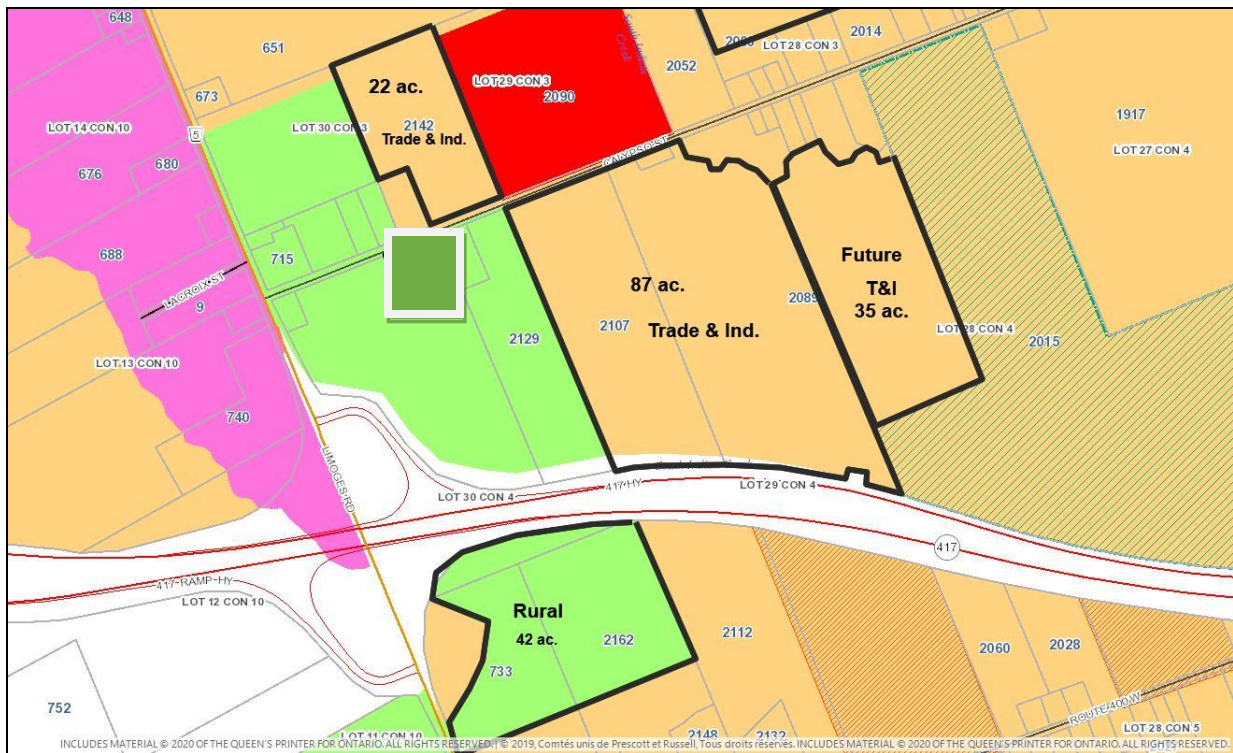 648
651
673
5
LOT 14 CON 10
680
676
688
LACROIX ST
9
715
LOT 13 CON 10
740
LIMOGES RD
LOT 30 CON 3
22 ac.
2142
Trade & Ind.
LOT 29 CON 3
2090
South Indian
Creek
2052
LOT 28 CON 3
2014
1917
LOT 27 CON 4
CALYPSO ST
87 ac.
2107
Trade & Ind.
2089
Future
T&I
35 ac.
LOT 28 CON 4
2015
2129
LOT 30 CON 4
417 HY
LOT 29 CON 4
417
417-RAMP HY
LOT 12 CON 10
Rural
42 ac.
2162
733
2112
2060
2028
ROUTE 400 W
LOT 28 CON 5
752
LOT 11 CON 10
2148
2132
INCLUDES MATERIAL © 2020 OF THE QUEEN'S PRINTER FOR ONTARIO. ALL RIGHTS RESERVED. | © 2019, Comtés unis de Prescott et Russell, Tous droits réservés. INCLUDES MATERIAL © 2020 OF THE QUEEN'S PRINTER FOR ONTARIO. ALL RIGHTS RESERVED.